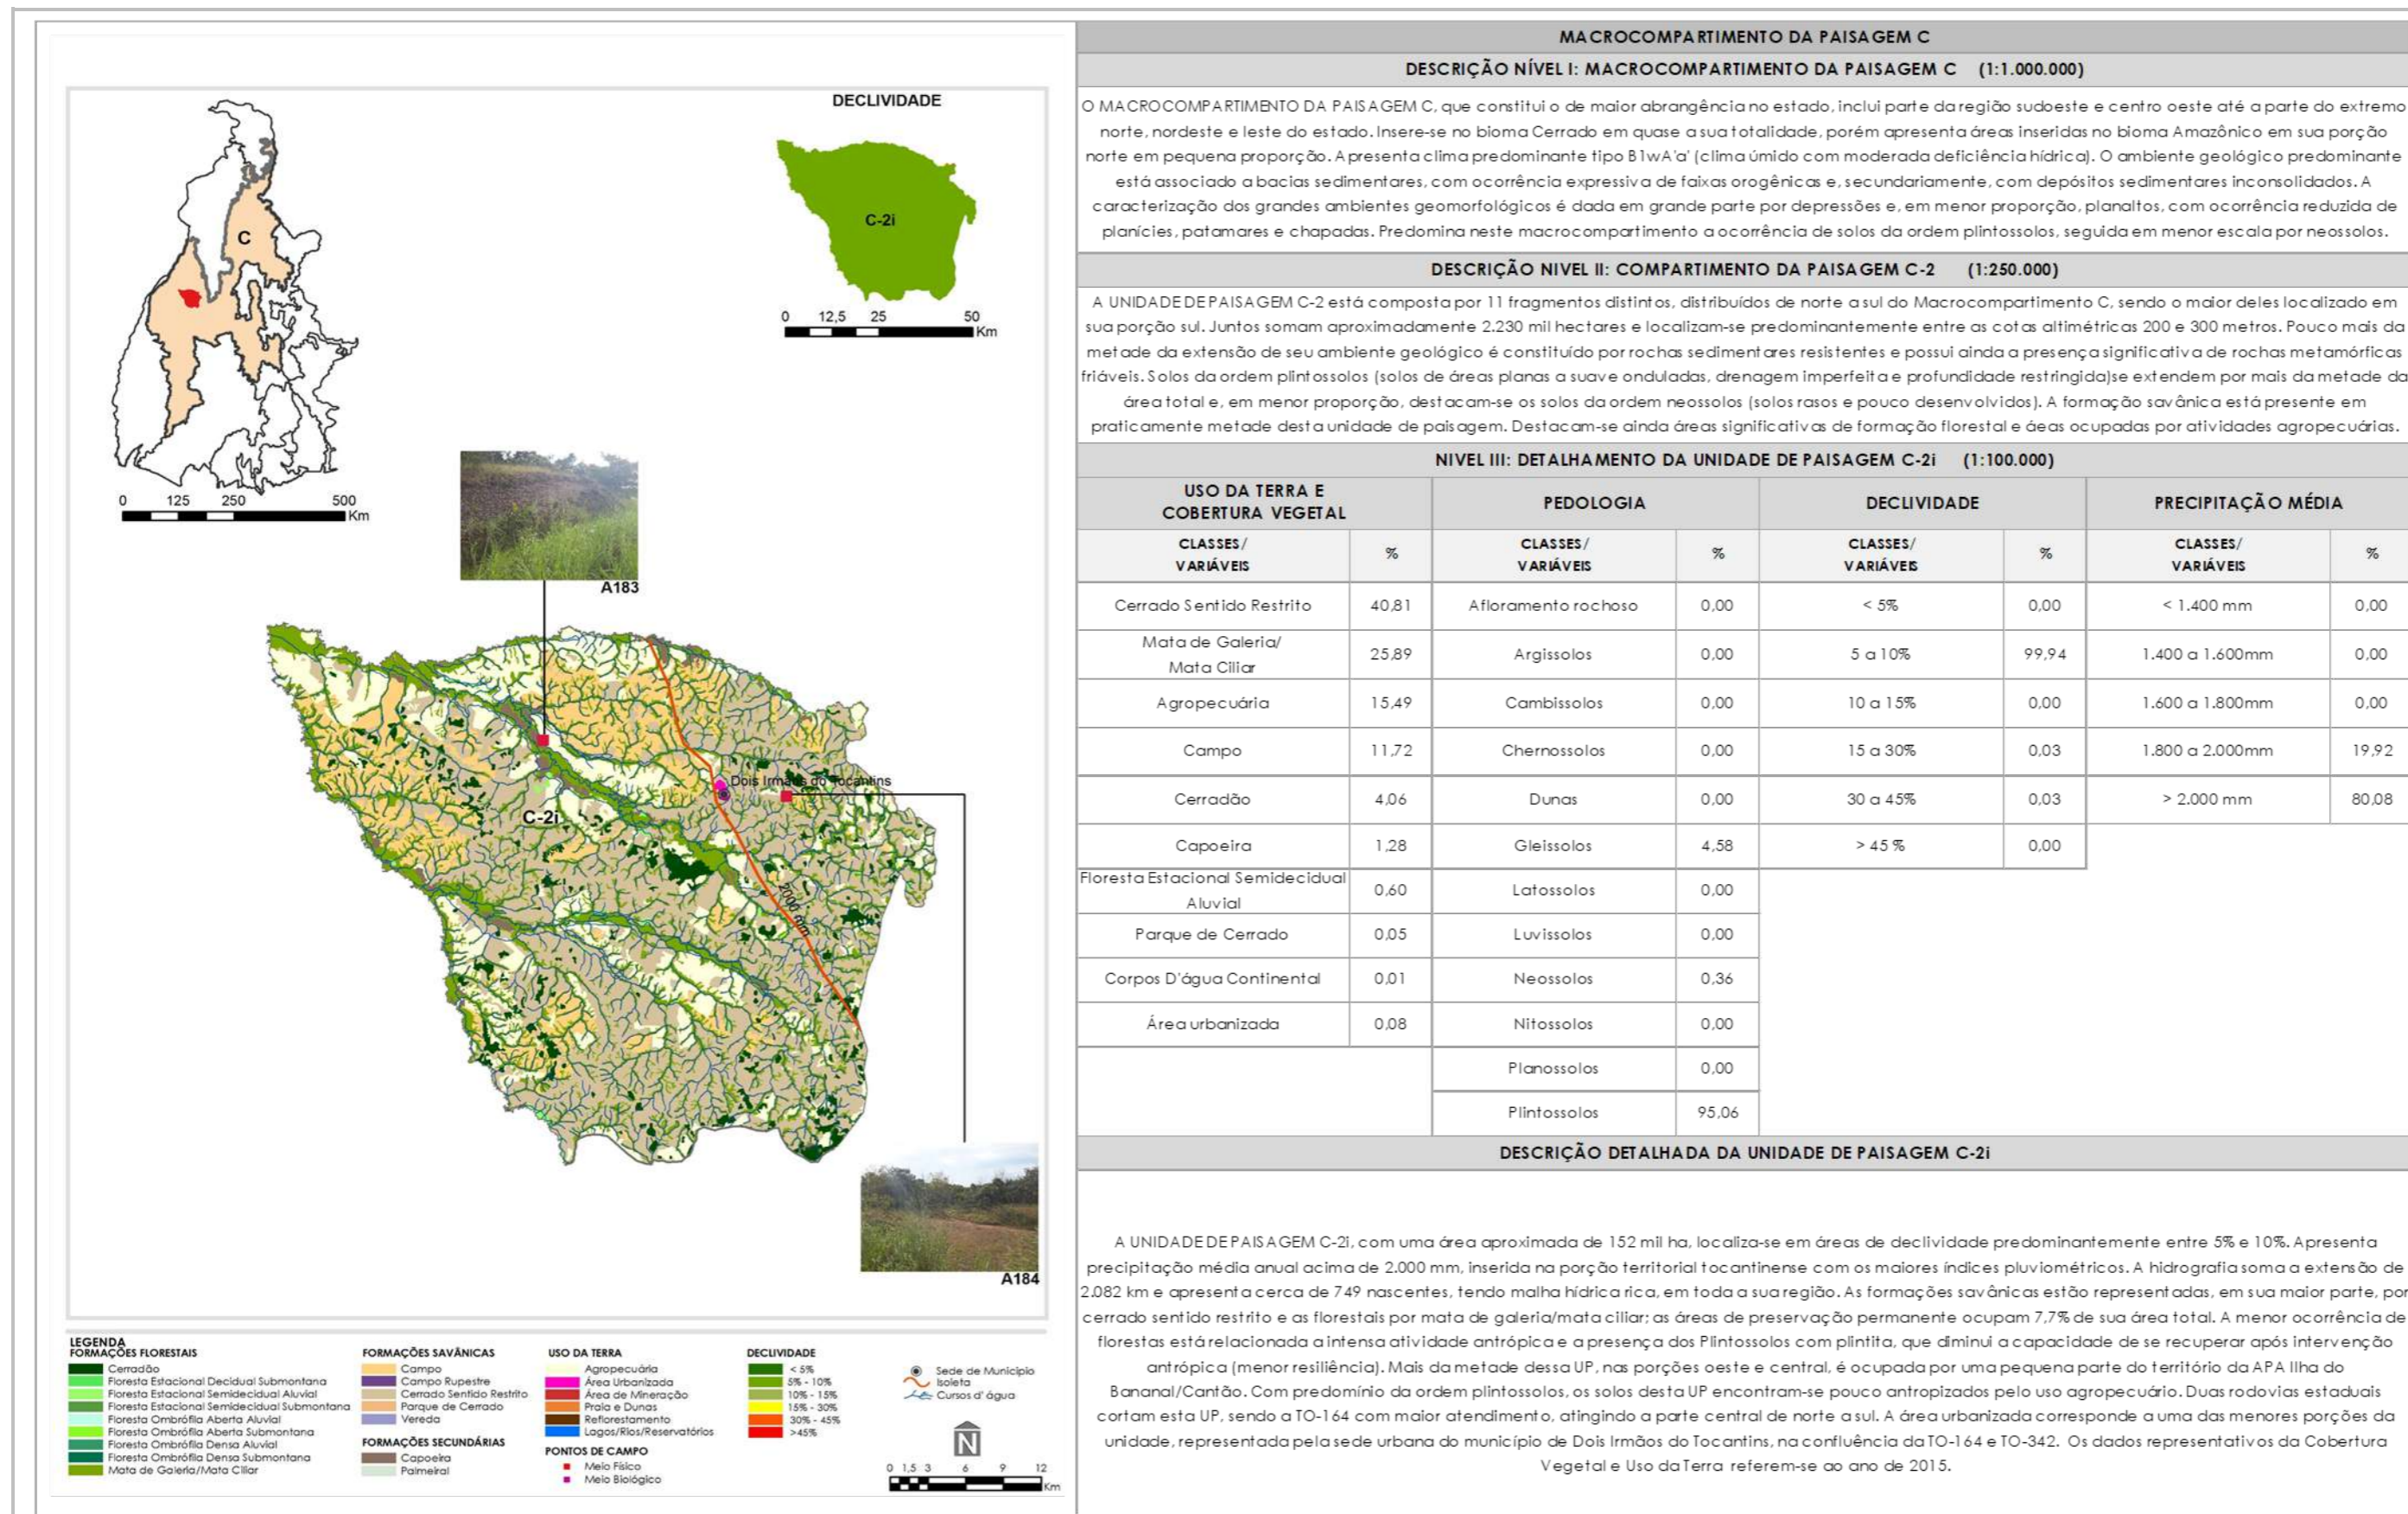 DECLIVIDADE
C
C-2i
0 12,5 25 50
Km
0 125 250 500
Km
A183
Dois Irmãos do Tocantins
C-2i
2000 mm
A184
LEGENDA
FORMAÇÕES FLORESTAIS
Cerradão
Floresta Estacional Decidual Submontana
Floresta Estacional Semidecidual Aluvial
Floresta Estacional Semidecidual Submontana
Floresta Ombrófila Aberta Aluvial
Floresta Ombrófila Aberta Submontana
Floresta Ombrófila Densa Aluvial
Floresta Ombrófila Densa Submontana
Mata de Galeria/Mata Ciliar
FORMAÇÕES SAVÂNICAS
Campo
Campo Rupestre
Cerrado Sentido Restrito
Parque de Cerrado
Vereda
FORMAÇÕES SECUNDÁRIAS
Capoeira
Palmeiral
USO DA TERRA
Agropecuária
Área Urbanizada
Área de Mineração
Praia e Dunas
Reflorestamento
Lagos/Rios/Reservatórios
PONTOS DE CAMPO
Meio Físico
Meio Biológico
DECLIVIDADE
< 5%
5% - 10%
10% - 15%
15% - 30%
30% - 45%
>45%
Sede de Município
Isoieta
Cursos d' água
N
0 1,5 3 6 9 12
Km
MACROCOMPARTIMENTO DA PAISAGEM C
DESCRIÇÃO NÍVEL I: MACROCOMPARTIMENTO DA PAISAGEM C (1:1.000.000)
O MACROCOMPARTIMENTO DA PAISAGEM C, que constitui o de maior abrangência no estado, inclui parte da região sudoeste e centro oeste até a parte do extremo
norte, nordeste e leste do estado. Insere-se no bioma Cerrado em quase a sua totalidade, porém apresenta áreas inseridas no bioma Amazônico em sua porção
norte em pequena proporção. Apresenta clima predominante tipo B1wA'a' (clima úmido com moderada deficiência hídrica). O ambiente geológico predominante
está associado a bacias sedimentares, com ocorrência expressiva de faixas orogênicas e, secundariamente, com depósitos sedimentares inconsolidados. A
caracterização dos grandes ambientes geomorfológicos é dada em grande parte por depressões e, em menor proporção, planaltos, com ocorrência reduzida de
planícies, patamares e chapadas. Predomina neste macrocompartimento a ocorrência de solos da ordem plintossolos, seguida em menor escala por neossolos.
DESCRIÇÃO NIVEL II: COMPARTIMENTO DA PAISAGEM C-2 (1:250.000)
A UNIDADE DE PAISAGEM C-2 está composta por 11 fragmentos distintos, distribuídos de norte a sul do Macrocompartimento C, sendo o maior deles localizado em
sua porção sul. Juntos somam aproximadamente 2.230 mil hectares e localizam-se predominantemente entre as cotas altimétricas 200 e 300 metros. Pouco mais da
metade da extensão de seu ambiente geológico é constituído por rochas sedimentares resistentes e possui ainda a presença significativa de rochas metamórficas
friáveis. Solos da ordem plintossolos (solos de áreas planas a suave onduladas, drenagem imperfeita e profundidade restringida)se extendem por mais da metade da
área total e, em menor proporção, destacam-se os solos da ordem neossolos (solos rasos e pouco desenvolvidos). A formação savânica está presente em
praticamente metade desta unidade de paisagem. Destacam-se ainda áreas significativas de formação florestal e áeas ocupadas por atividades agropecuárias.
NIVEL III: DETALHAMENTO DA UNIDADE DE PAISAGEM C-2i (1:100.000)
USO DA TERRA E COBERTURA VEGETAL PEDOLOGIA DECLIVIDADE PRECIPITAÇÃO MÉDIA
CLASSES/ VARIÁVEIS % CLASSES/ VARIÁVEIS % CLASSES/ VARIÁVEIS % CLASSES/ VARIÁVEIS %
Cerrado Sentido Restrito 40,81 Afloramento rochoso 0,00 < 5% 0,00 < 1.400 mm 0,00
Mata de Galeria/ Mata Ciliar 25,89 Argissolos 0,00 5 a 10% 99,94 1.400 a 1.600mm 0,00
Agropecuária 15,49 Cambissolos 0,00 10 a 15% 0,00 1.600 a 1.800mm 0,00
Campo 11,72 Chernossolos 0,00 15 a 30% 0,03 1.800 a 2.000mm 19,92
Cerradão 4,06 Dunas 0,00 30 a 45% 0,03 > 2.000 mm 80,08
Capoeira 1,28 Gleissolos 4,58 > 45 % 0,00
Floresta Estacional Semidecidual Aluvial 0,60 Latossolos 0,00
Parque de Cerrado 0,05 Luvissolos 0,00
Corpos D'água Continental 0,01 Neossolos 0,36
Área urbanizada 0,08 Nitossolos 0,00
Planossolos 0,00
Plintossolos 95,06
DESCRIÇÃO DETALHADA DA UNIDADE DE PAISAGEM C-2i
A UNIDADE DE PAISAGEM C-2i, com uma área aproximada de 152 mil ha, localiza-se em áreas de declividade predominantemente entre 5% e 10%. Apresenta
precipitação média anual acima de 2.000 mm, inserida na porção territorial tocantinense com os maiores índices pluviométricos. A hidrografia soma a extensão de
2.082 km e apresenta cerca de 749 nascentes, tendo malha hídrica rica, em toda a sua região. As formações savânicas estão representadas, em sua maior parte, por
cerrado sentido restrito e as florestais por mata de galeria/mata ciliar; as áreas de preservação permanente ocupam 7,7% de sua área total. A menor ocorrência de
florestas está relacionada a intensa atividade antrópica e a presença dos Plintossolos com plintita, que diminui a capacidade de se recuperar após intervenção
antrópica (menor resiliência). Mais da metade dessa UP, nas porções oeste e central, é ocupada por uma pequena parte do território da APA Ilha do
Bananal/Cantão. Com predomínio da ordem plintossolos, os solos desta UP encontram-se pouco antropizados pelo uso agropecuário. Duas rodovias estaduais
cortam esta UP, sendo a TO-164 com maior atendimento, atingindo a parte central de norte a sul. A área urbanizada corresponde a uma das menores porções da
unidade, representada pela sede urbana do município de Dois Irmãos do Tocantins, na confluência da TO-164 e TO-342. Os dados representativos da Cobertura
Vegetal e Uso da Terra referem-se ao ano de 2015.